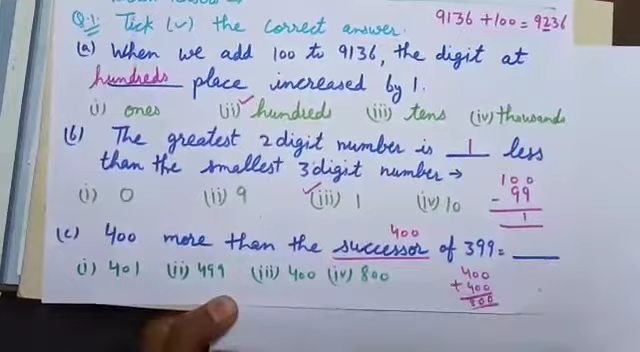 Q.1. Tick (✓) the correct answer. 9136 + 100 = 9236
(a) When we add 100 to 9136, the digit at
hundreds place increased by 1.
(i) ones (ii) ✓ hundreds (iii) tens (iv) thousands
(b) The greatest 2 digit number is 1 less
than the smallest 3 digit number →
(i) 0 (ii) 9 (iii) ✓ 1 (iv) 10
100
- 99
1
400
(c) 400 more than the successor of 399 = ____
(i) 401 (ii) 499 (iii) 400 (iv) 800
400
+ 400
800